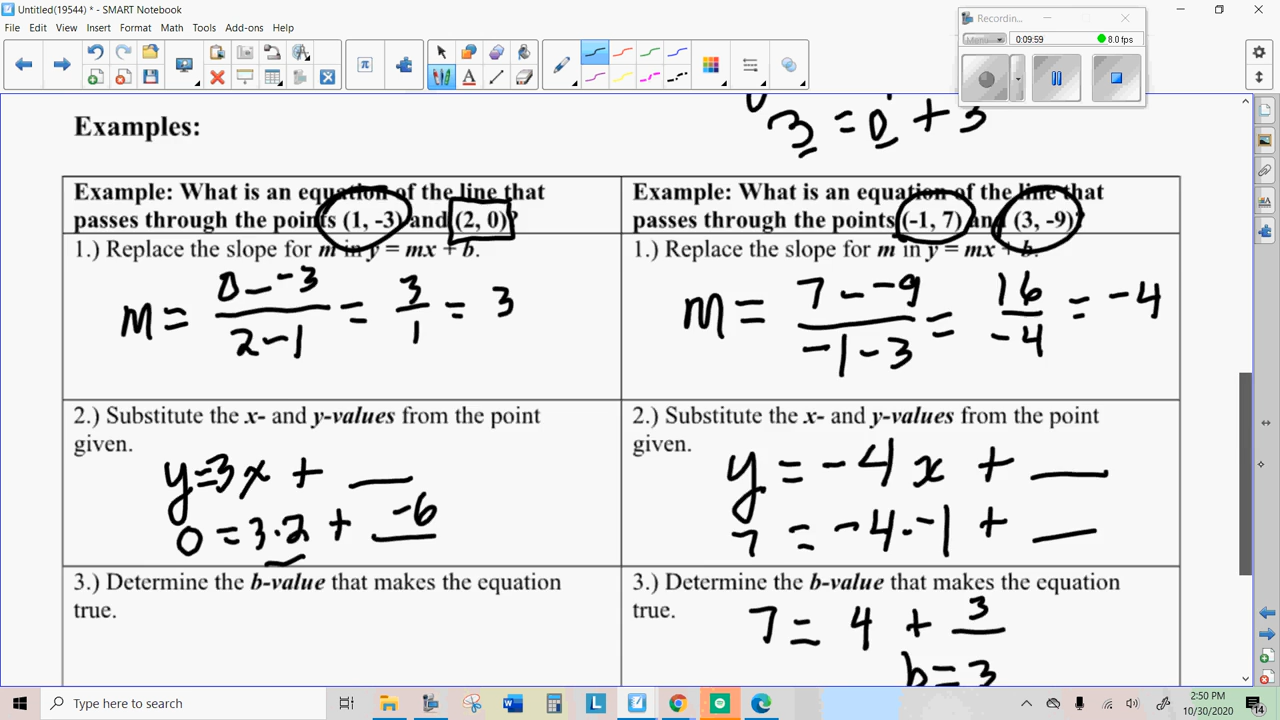 Untitled(19544) * - SMART Notebook
Recordin...
File Edit View Insert Format Math Tools Add-ons Help
Menu
0:09:59
8.0 fps
Examples:
3 = 0 + 3
Example: What is an equation of the line that
passes through the points (1, -3) and (2, 0)?
1.) Replace the slope for m in y = mx + b.
m = 0 - -3 / 2 - 1 = 3 / 1 = 3
2.) Substitute the x- and y-values from the point
given.
y = 3x + __
0 = 3·2 + -6
3.) Determine the b-value that makes the equation
true.
Example: What is an equation of the line that
passes through the points (-1, 7) and (3, -9)?
1.) Replace the slope for m in y = mx + b.
m = 7 - -9 / -1 - 3 = 16 / -4 = -4
2.) Substitute the x- and y-values from the point
given.
y = -4x + __
7 = -4·-1 + __
3.) Determine the b-value that makes the equation
true.
7 = 4 + 3
b = 3
Type here to search
2:50 PM
10/30/2020
14